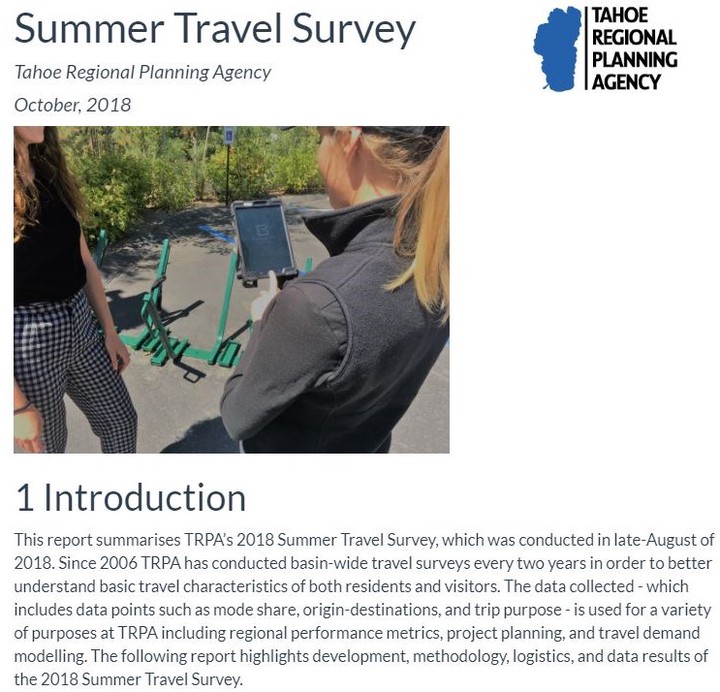 Summer Travel Survey
Tahoe Regional Planning Agency
October, 2018
TAHOE
REGIONAL
PLANNING
AGENCY
1 Introduction
This report summarises TRPA's 2018 Summer Travel Survey, which was conducted in late-August of
2018. Since 2006 TRPA has conducted basin-wide travel surveys every two years in order to better
understand basic travel characteristics of both residents and visitors. The data collected - which
includes data points such as mode share, origin-destinations, and trip purpose - is used for a variety
of purposes at TRPA including regional performance metrics, project planning, and travel demand
modelling. The following report highlights development, methodology, logistics, and data results of
the 2018 Summer Travel Survey.